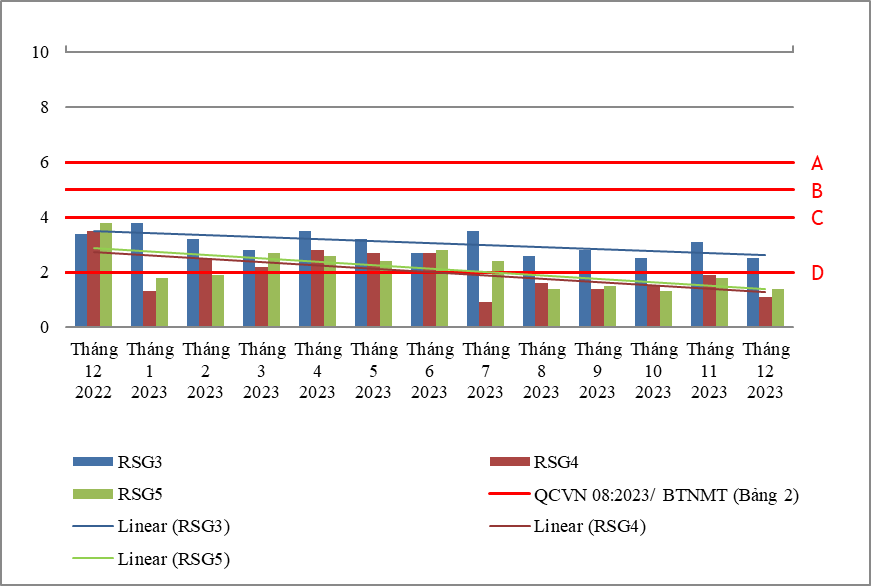 10
8
6
4
2
0
A
B
C
D
Tháng 12 2022
Tháng 1 2023
Tháng 2 2023
Tháng 3 2023
Tháng 4 2023
Tháng 5 2023
Tháng 6 2023
Tháng 7 2023
Tháng 8 2023
Tháng 9 2023
Tháng 10 2023
Tháng 11 2023
Tháng 12 2023
RSG3
RSG4
RSG5
QCVN 08:2023/ BTNMT (Bảng 2)
Linear (RSG3)
Linear (RSG4)
Linear (RSG5)